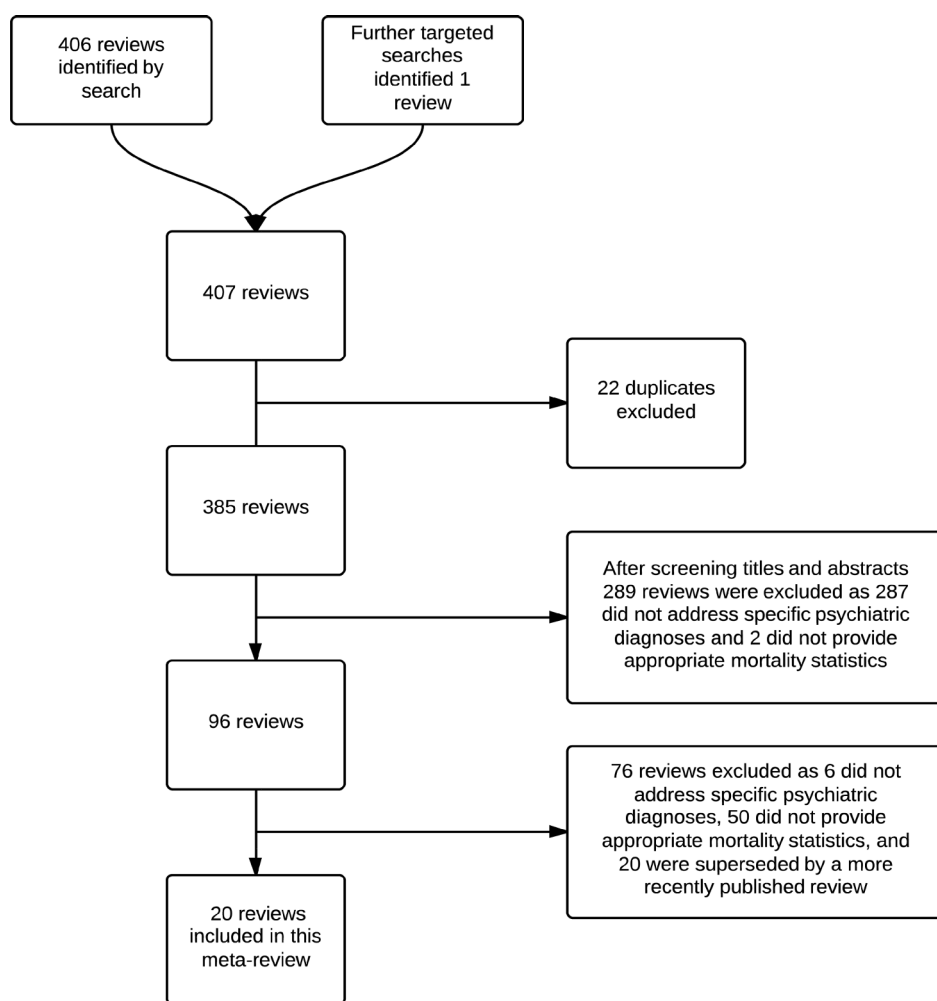 406 reviews
identified by
search
Further targeted
searches
identified 1
review
407 reviews
22 duplicates
excluded
385 reviews
After screening titles and abstracts
289 reviews were excluded as 287
did not address specific psychiatric
diagnoses and 2 did not provide
appropriate mortality statistics
96 reviews
76 reviews excluded as 6 did not
address specific psychiatric
diagnoses, 50 did not provide
appropriate mortality statistics, and
20 were superseded by a more
recently published review
20 reviews
included in this
meta-review